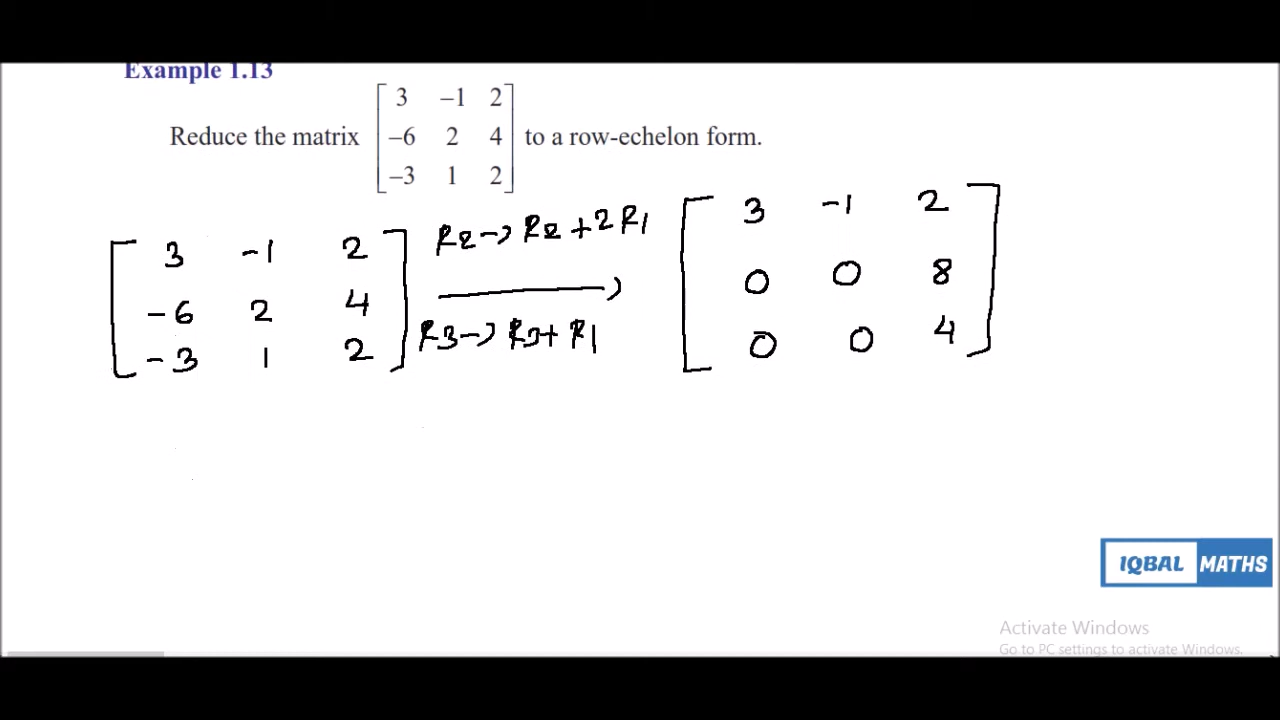 Example 1.13
Reduce the matrix [3 –1 2
–6 2 4
–3 1 2] to a row-echelon form.
[3 -1 2
-6 2 4
-3 1 2]
R2→R2+2R1
R3→R3+R1
[3 -1 2
0 0 8
0 0 4]
IQBAL MATHS
Activate Windows
Go to PC settings to activate Windows.